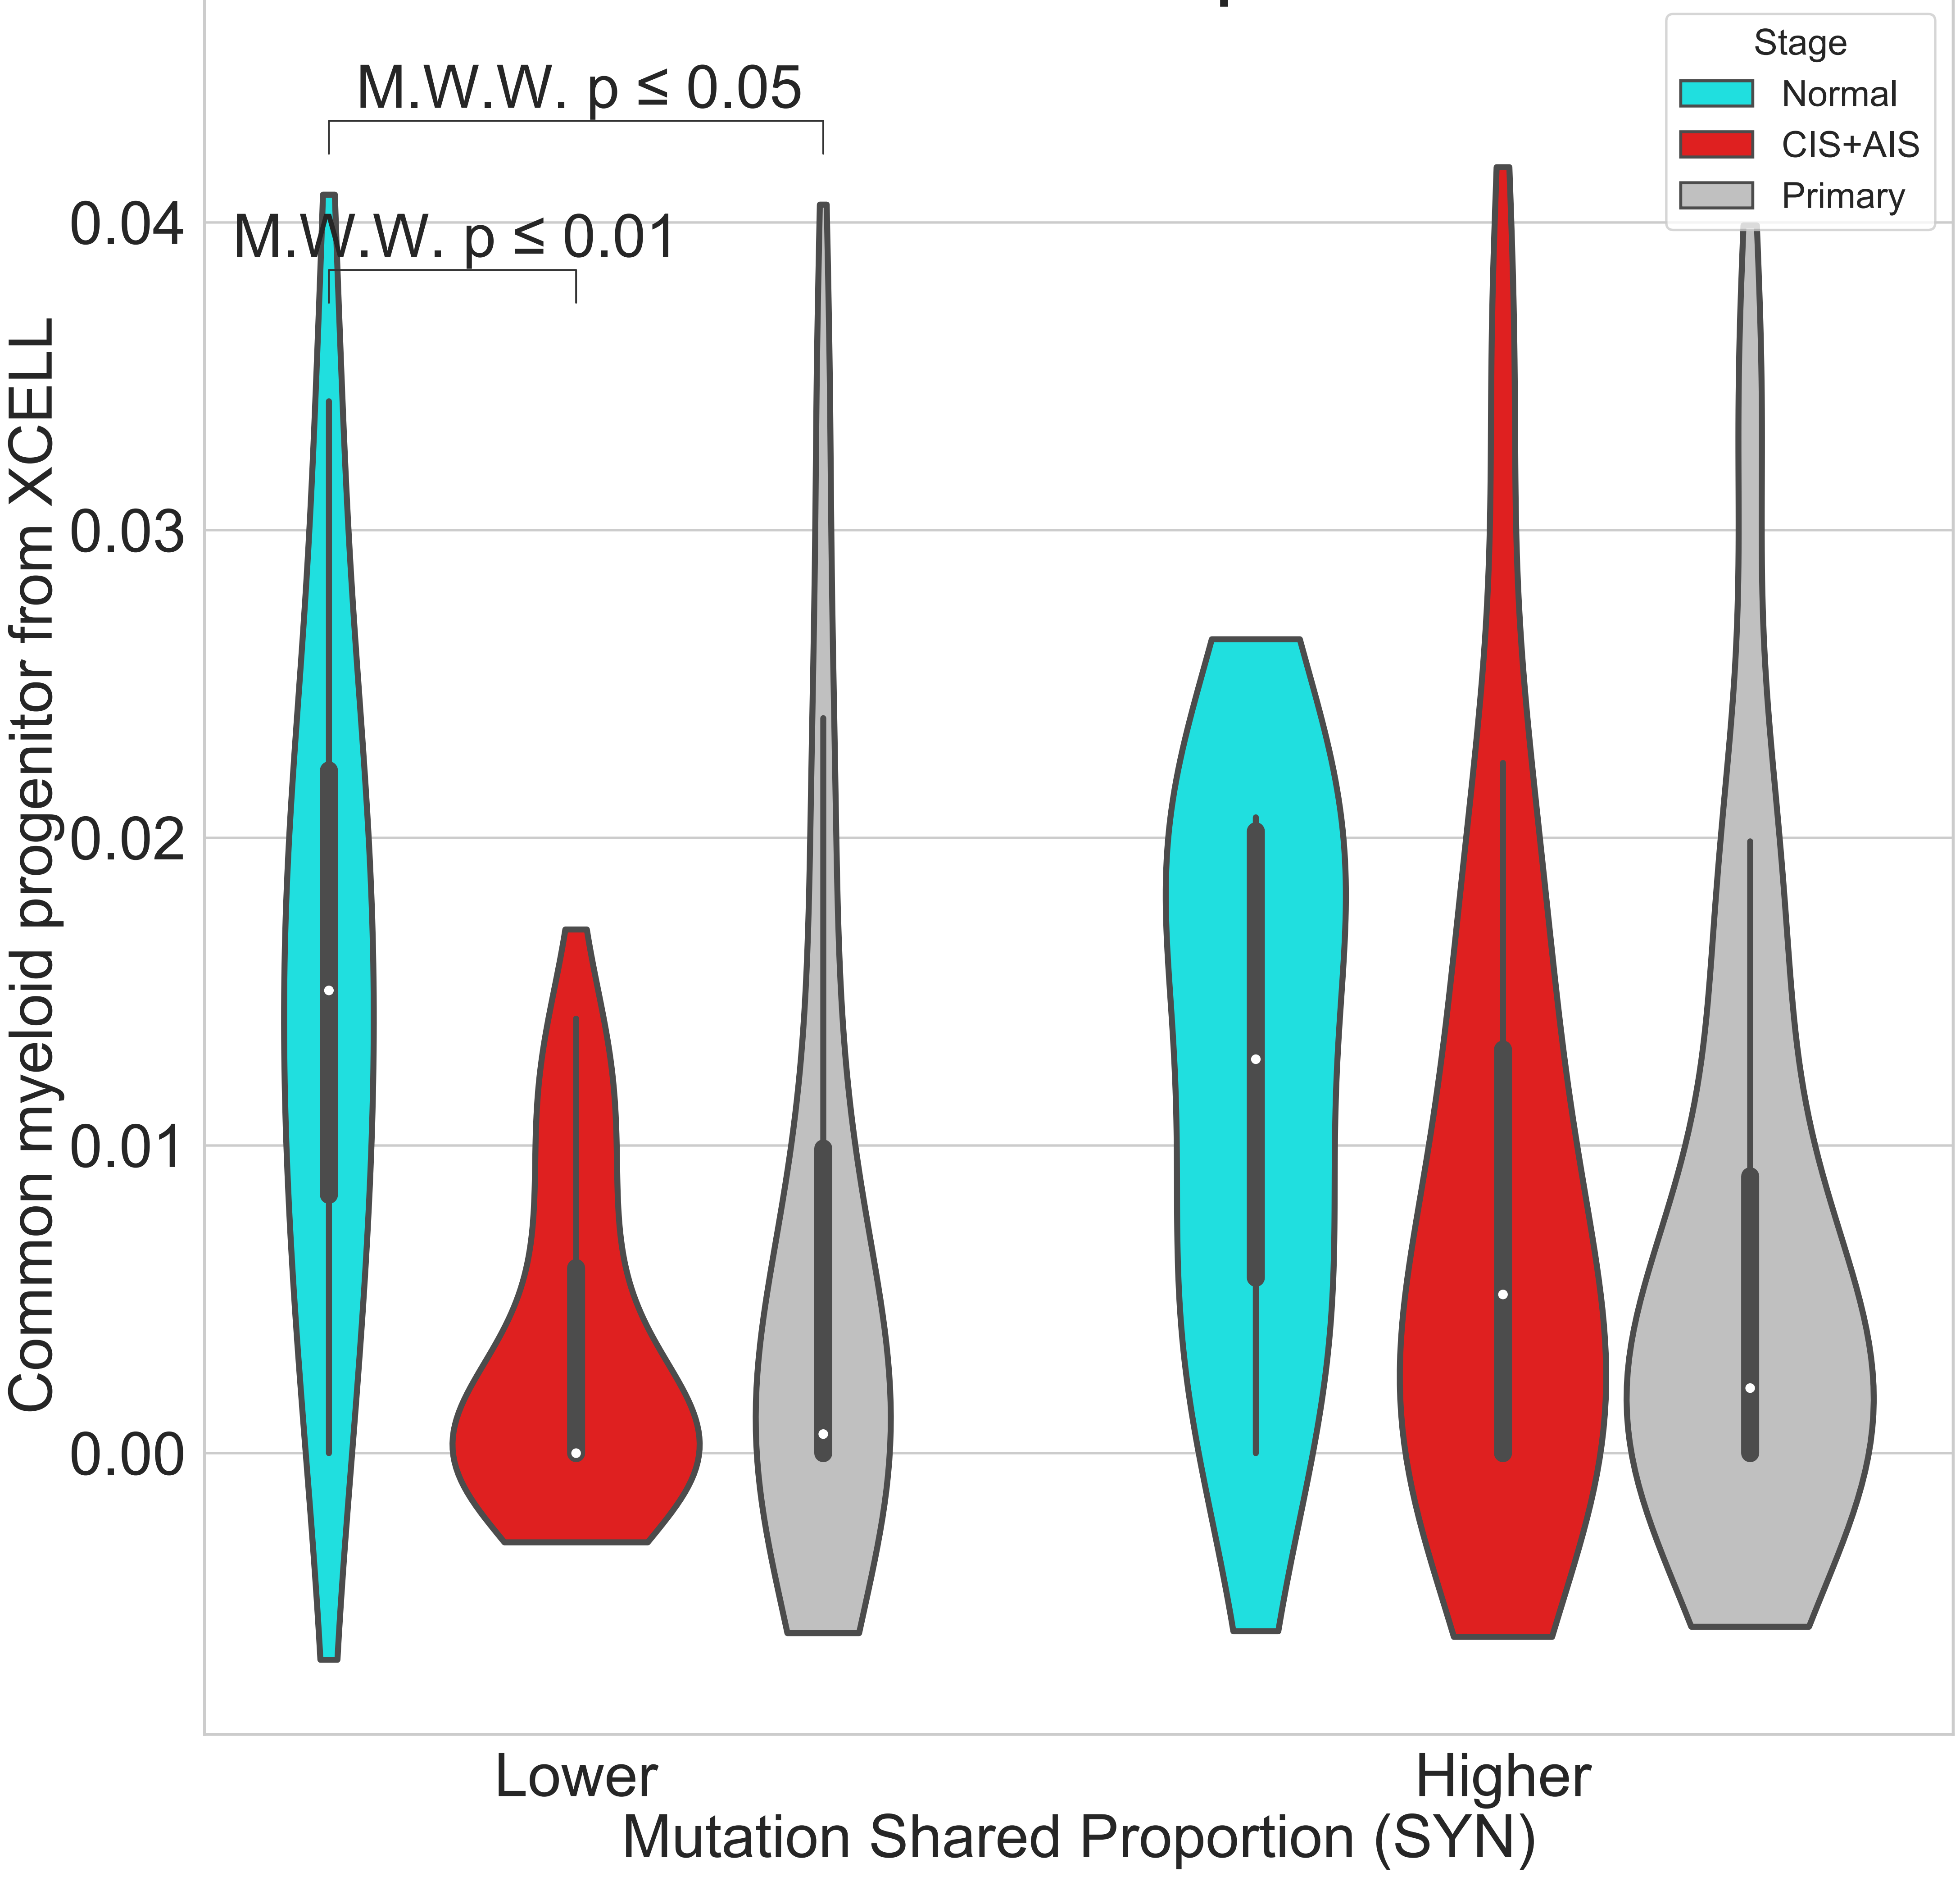 Stage
Normal
CIS+AIS
Primary
M.W.W. p ≤ 0.05
M.W.W. p ≤ 0.01
Common myeloid progenitor from XCELL
0.04
0.03
0.02
0.01
0.00
Lower
Higher
Mutation Shared Proportion (SYN)